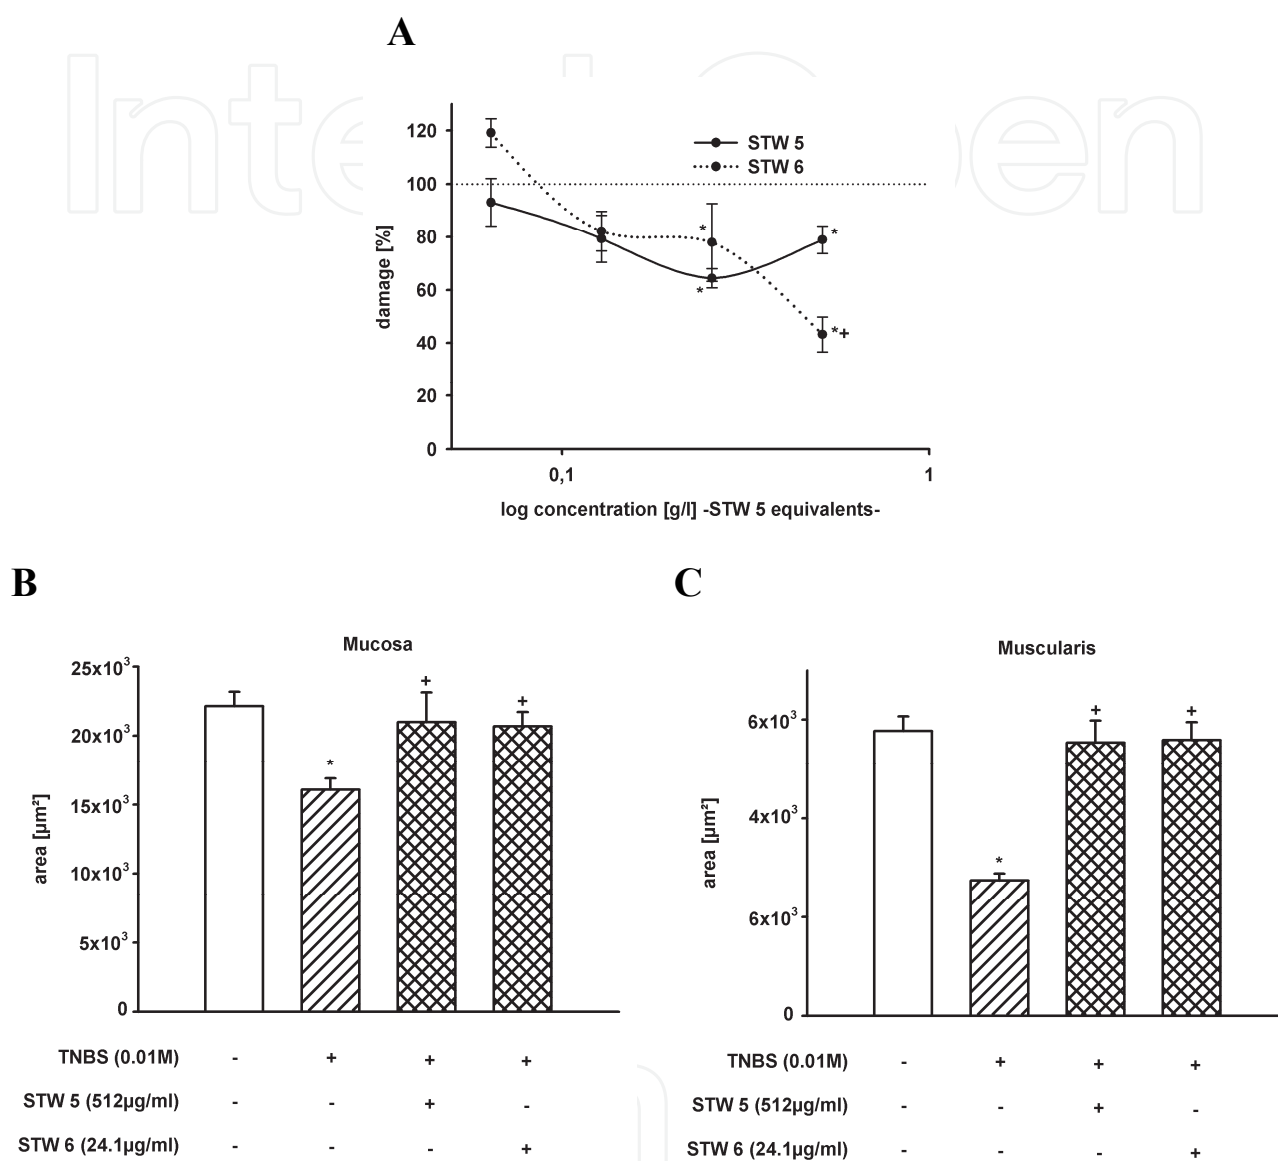 A
120
100
80
60
40
20
0
damage [%]
STW 5
STW 6
*
*
*
*+
0,1
1
log concentration [g/l] -STW 5 equivalents-
B
Mucosa
25x10³
20x10³
15x10³
10x10³
5x10³
0
area [µm²]
*
+
+
TNBS (0.01M) - + + +
STW 5 (512µg/ml) - - + -
STW 6 (24.1µg/ml) - - - +
C
Muscularis
6x10³
4x10³
6x10³
0
area [µm²]
*
+
+
TNBS (0.01M) - + + +
STW 5 (512µg/ml) - - + -
STW 6 (24.1µg/ml) - - - +